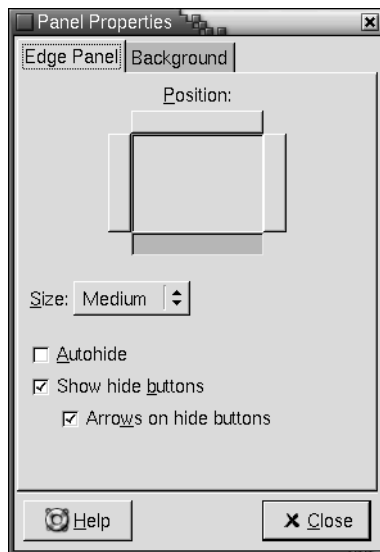 Panel Properties
Edge Panel Background
Position:
Size: Medium
Autohide
Show hide buttons
Arrows on hide buttons
Help Close